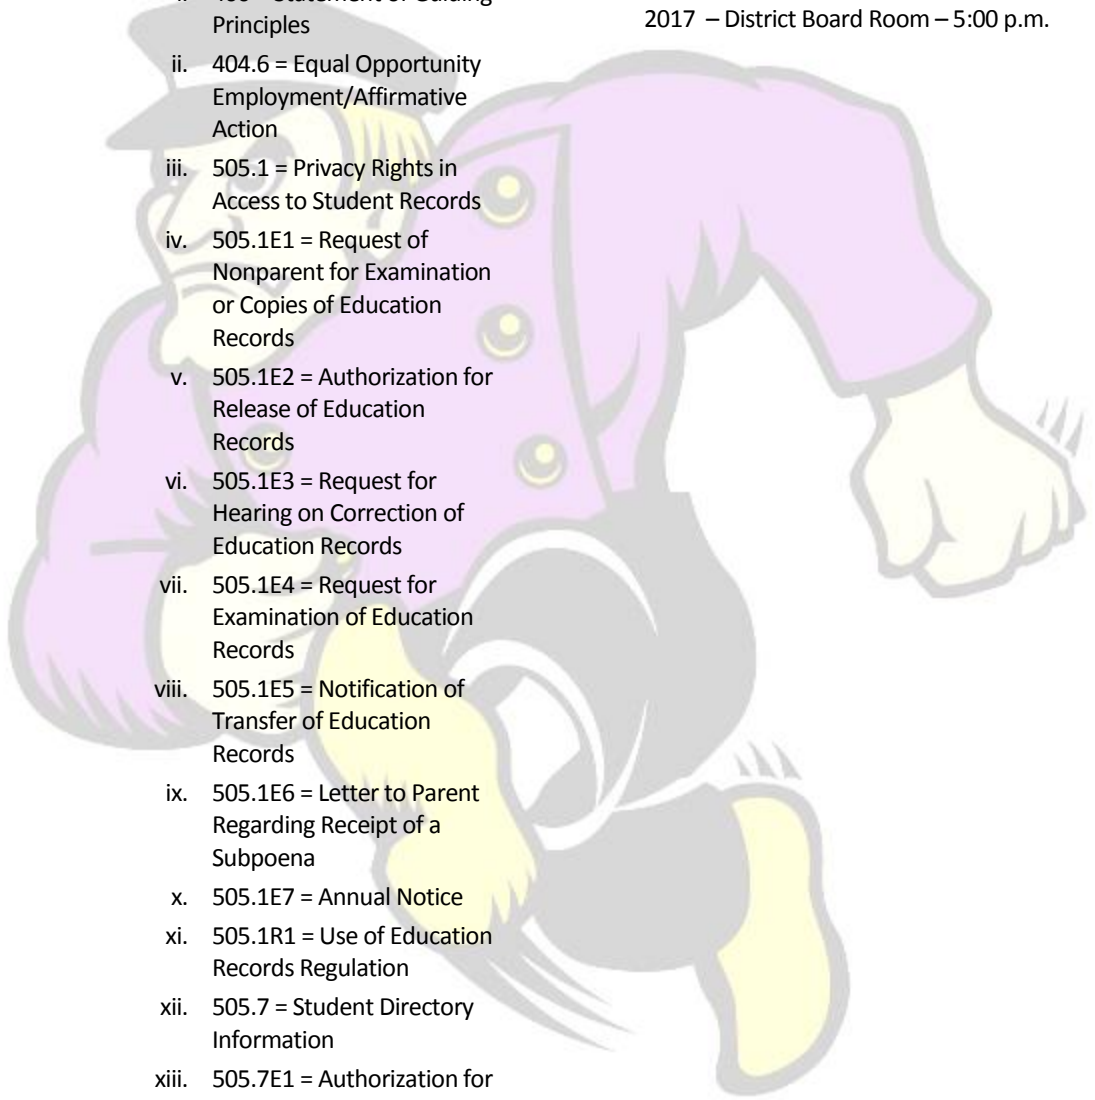 Principles
ii. 404.6 = Equal Opportunity
Employment/Affirmative
Action
iii. 505.1 = Privacy Rights in
Access to Student Records
iv. 505.1E1 = Request of
Nonparent for Examination
or Copies of Education
Records
v. 505.1E2 = Authorization for
Release of Education
Records
vi. 505.1E3 = Request for
Hearing on Correction of
Education Records
vii. 505.1E4 = Request for
Examination of Education
Records
viii. 505.1E5 = Notification of
Transfer of Education
Records
ix. 505.1E6 = Letter to Parent
Regarding Receipt of a
Subpoena
x. 505.1E7 = Annual Notice
xi. 505.1R1 = Use of Education
Records Regulation
xii. 505.7 = Student Directory
Information
xiii. 505.7E1 = Authorization for
2017 – District Board Room – 5:00 p.m.